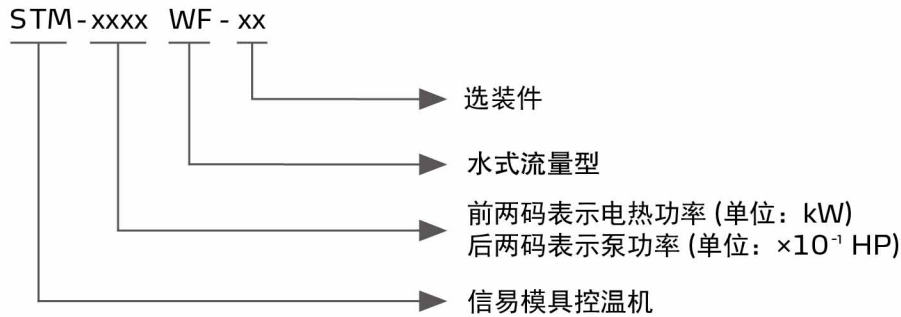 STM-xxxx WF-xx
选装件
水式流量型
前两码表示电热功率 (单位：kW)
后两码表示泵功率 (单位：×10⁻¹ HP)
信易模具控温机